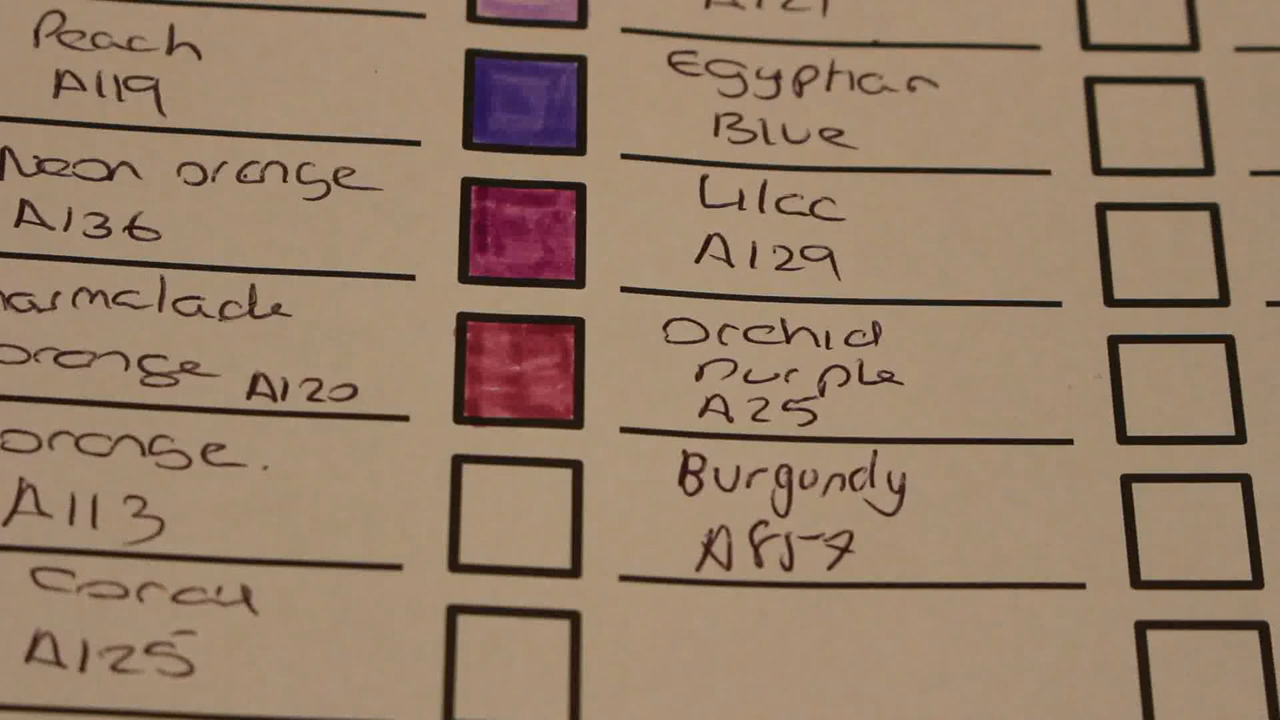 Peach
A119
Neon orange
A136
orange A120
orange.
A113
Coral
A125
A121
Egyptian
Blue
Lilac
A129
Orchid
Purple
A25
Burgundy